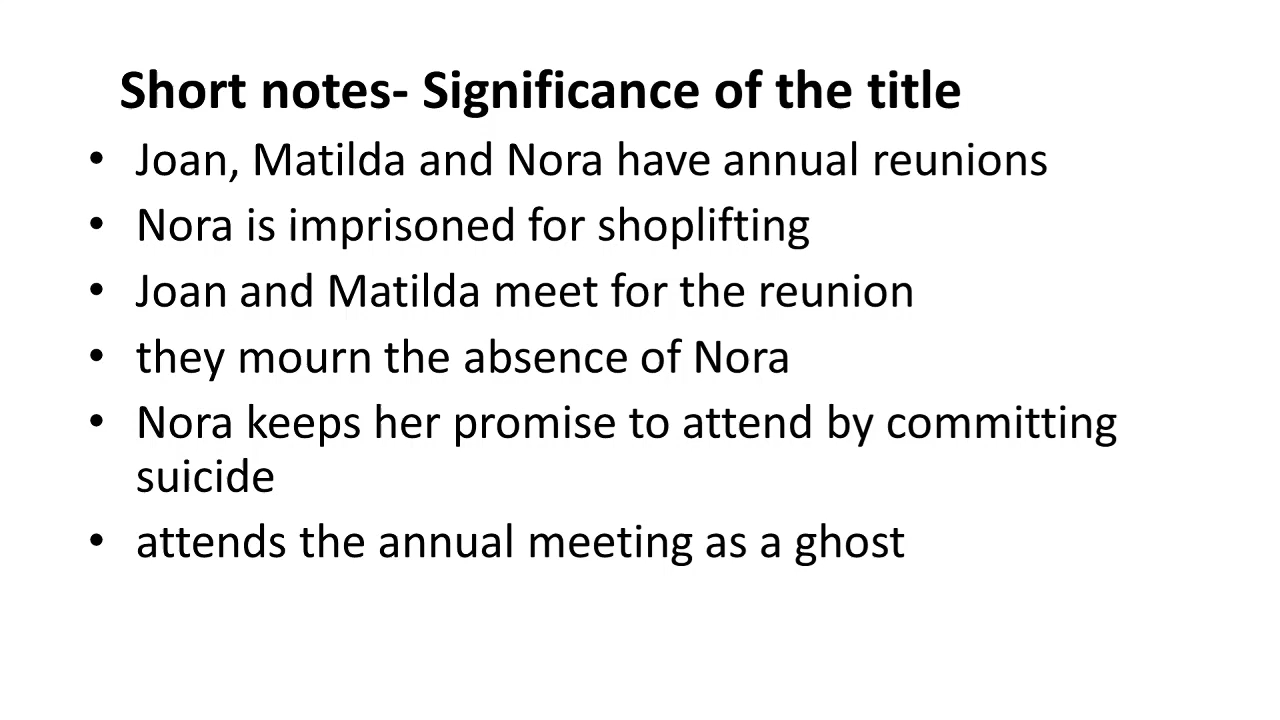 Short notes- Significance of the title
• Joan, Matilda and Nora have annual reunions
• Nora is imprisoned for shoplifting
• Joan and Matilda meet for the reunion
• they mourn the absence of Nora
• Nora keeps her promise to attend by committing
suicide
• attends the annual meeting as a ghost